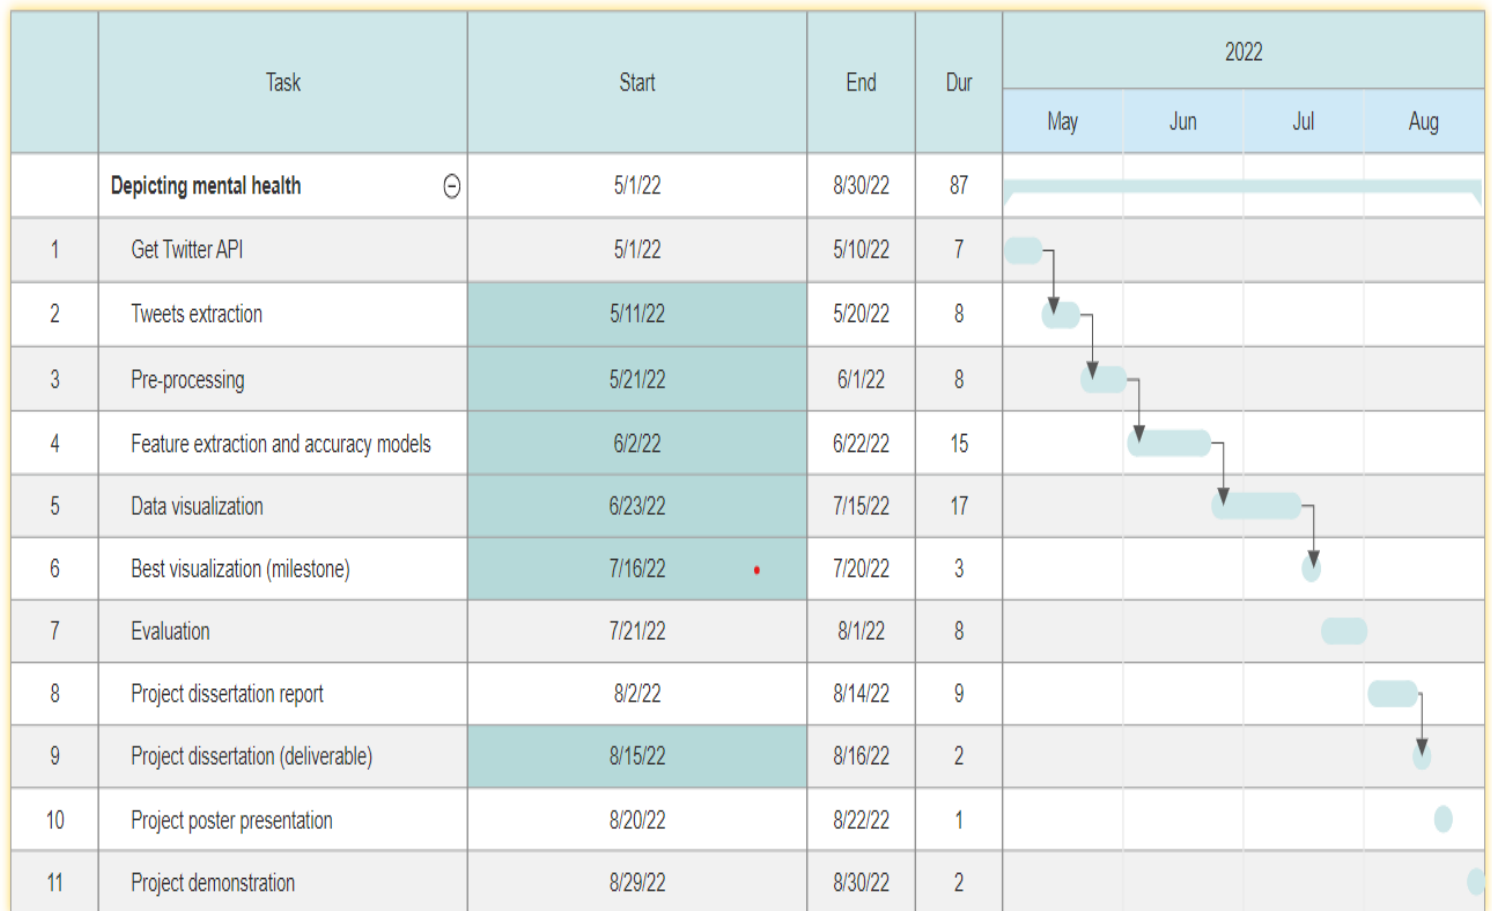 Task Start End Dur 2022
May Jun Jul Aug
Depicting mental health 5/1/22 8/30/22 87
1 Get Twitter API 5/1/22 5/10/22 7
2 Tweets extraction 5/11/22 5/20/22 8
3 Pre-processing 5/21/22 6/1/22 8
4 Feature extraction and accuracy models 6/2/22 6/22/22 15
5 Data visualization 6/23/22 7/15/22 17
6 Best visualization (milestone) 7/16/22 7/20/22 3
7 Evaluation 7/21/22 8/1/22 8
8 Project dissertation report 8/2/22 8/14/22 9
9 Project dissertation (deliverable) 8/15/22 8/16/22 2
10 Project poster presentation 8/20/22 8/22/22 1
11 Project demonstration 8/29/22 8/30/22 2